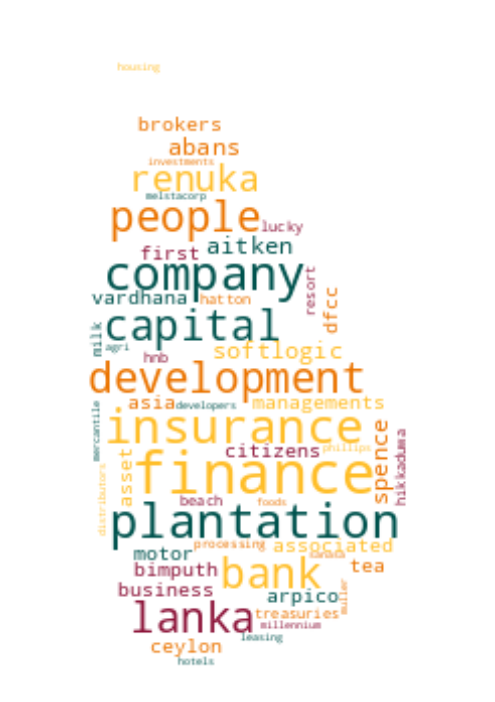 housing
brokers
abans
investments
renuka
melstacorp
people
lucky
first
aitken
company
resort
vardhana
hatton
dfcc
capital
milk
agri
hnb
softlogic
development
asia
developers
managements
mercantile
insurance
citizens
phillips
spence
hikkaduwa
finance
asset
distributors
beach
foods
plantation
processing
associated
motor
canada
bimputh
bank
tea
business
arpico
muller
lanka
treasuries
millennium
leasing
ceylon
hotels